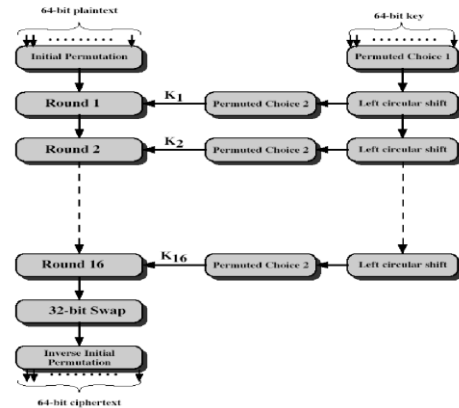 64-bit plaintext
64-bit key
Initial Permutation
Permuted Choice 1
Round 1
K1
Permuted Choice 2
Left circular shift
Round 2
K2
Permuted Choice 2
Left circular shift
Round 16
K16
Permuted Choice 2
Left circular shift
32-bit Swap
Inverse Initial
Permutation
64-bit ciphertext